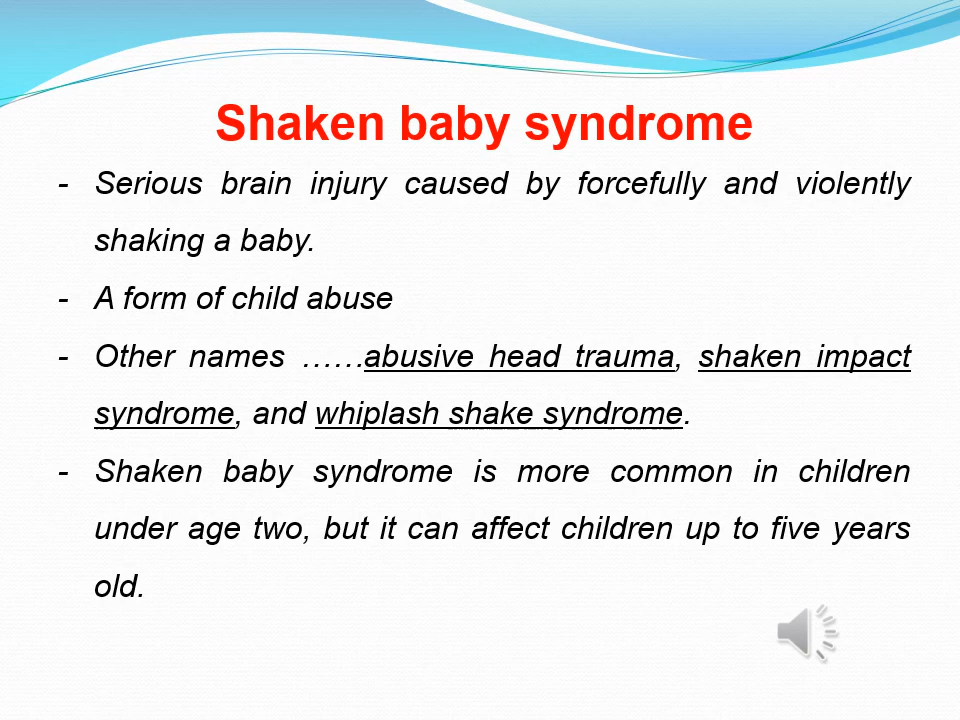 Shaken baby syndrome
- Serious brain injury caused by forcefully and violently
shaking a baby.
- A form of child abuse
- Other names ……abusive head trauma, shaken impact
syndrome, and whiplash shake syndrome.
- Shaken baby syndrome is more common in children
under age two, but it can affect children up to five years
old.